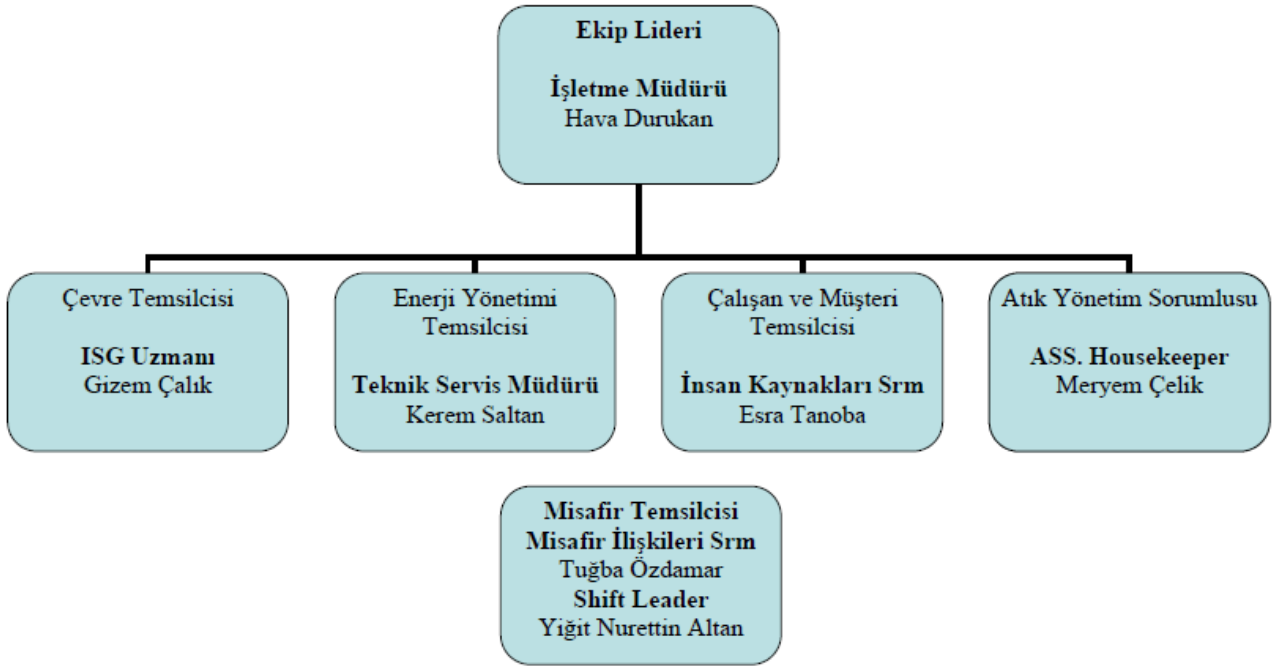 Ekip Lideri
İşletme Müdürü
Hava Durukan
Çevre Temsilcisi
ISG Uzmanı
Gizem Çalık
Enerji Yönetimi
Temsilcisi
Teknik Servis Müdürü
Kerem Saltan
Çalışan ve Müşteri
Temsilcisi
İnsan Kaynakları Srm
Esra Tanoba
Atık Yönetim Sorumlusu
ASS. Housekeeper
Meryem Çelik
Misafir Temsilcisi
Misafir İlişkileri Srm
Tuğba Özdamar
Shift Leader
Yiğit Nurettin Altan